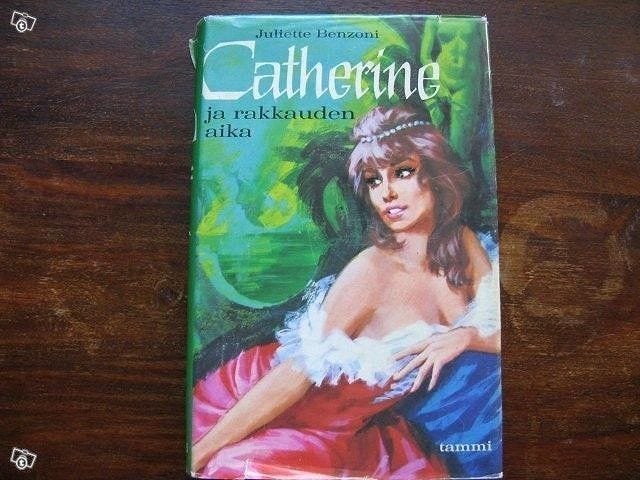 Juliette Benzoni
Catherine
ja rakkauden
aika
tammi